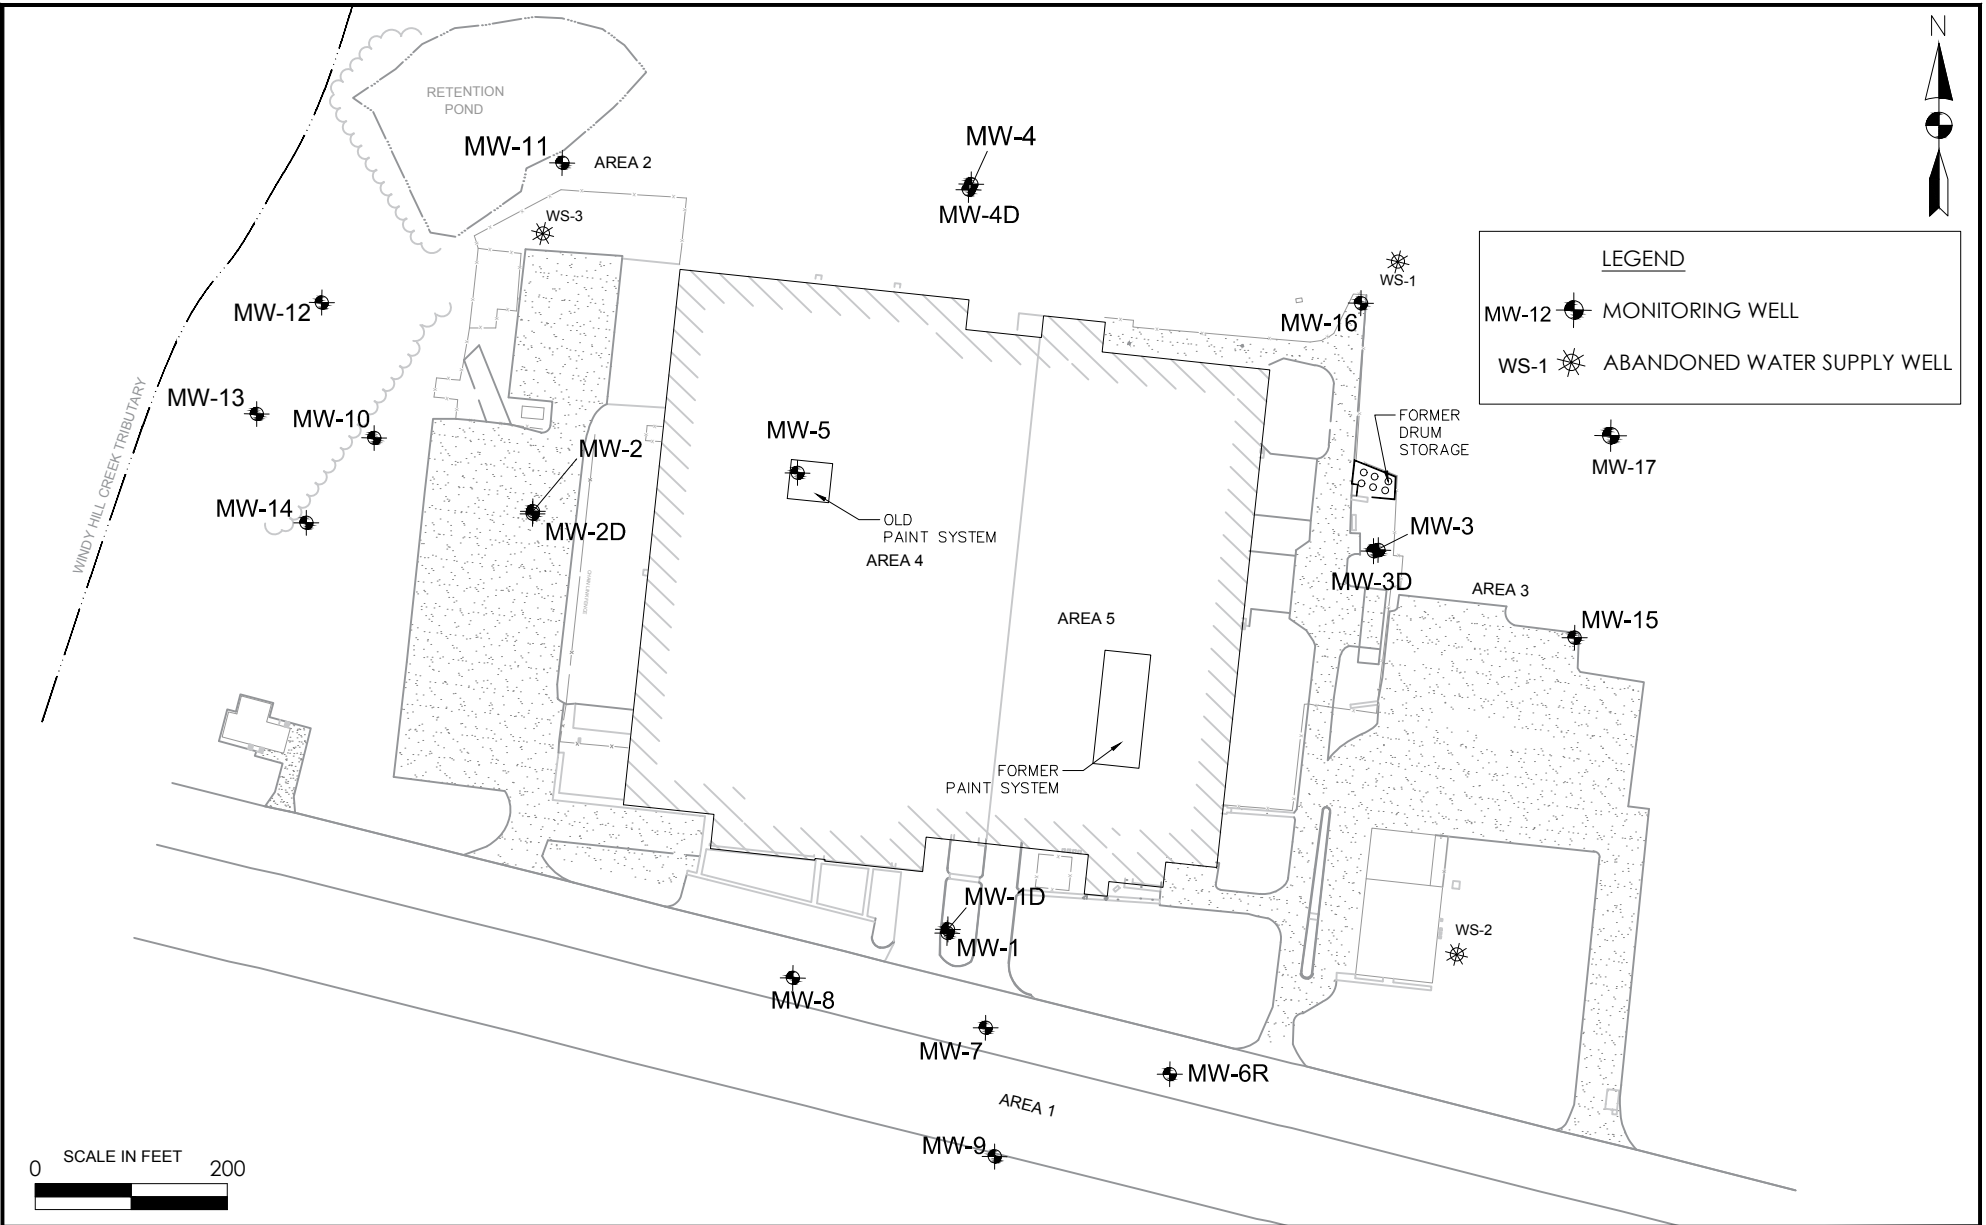 N
RETENTION
POND
MW-11
AREA 2
MW-4
MW-4D
WS-3
WS-1
LEGEND
MW-12 MONITORING WELL
WS-1 ABANDONED WATER SUPPLY WELL
MW-12
MW-16
MW-13
MW-10
MW-5
MW-2
FORMER
DRUM
STORAGE
MW-17
WINDY HILL CREEK TRIBUTARY
MW-14
MW-2D
OLD
PAINT SYSTEM
AREA 4
MW-3
MW-3D
AREA 3
AREA 5
MW-15
FORMER
PAINT SYSTEM
MW-1D
MW-1
WS-2
MW-8
MW-7
MW-6R
AREA 1
MW-9
SCALE IN FEET
0 200